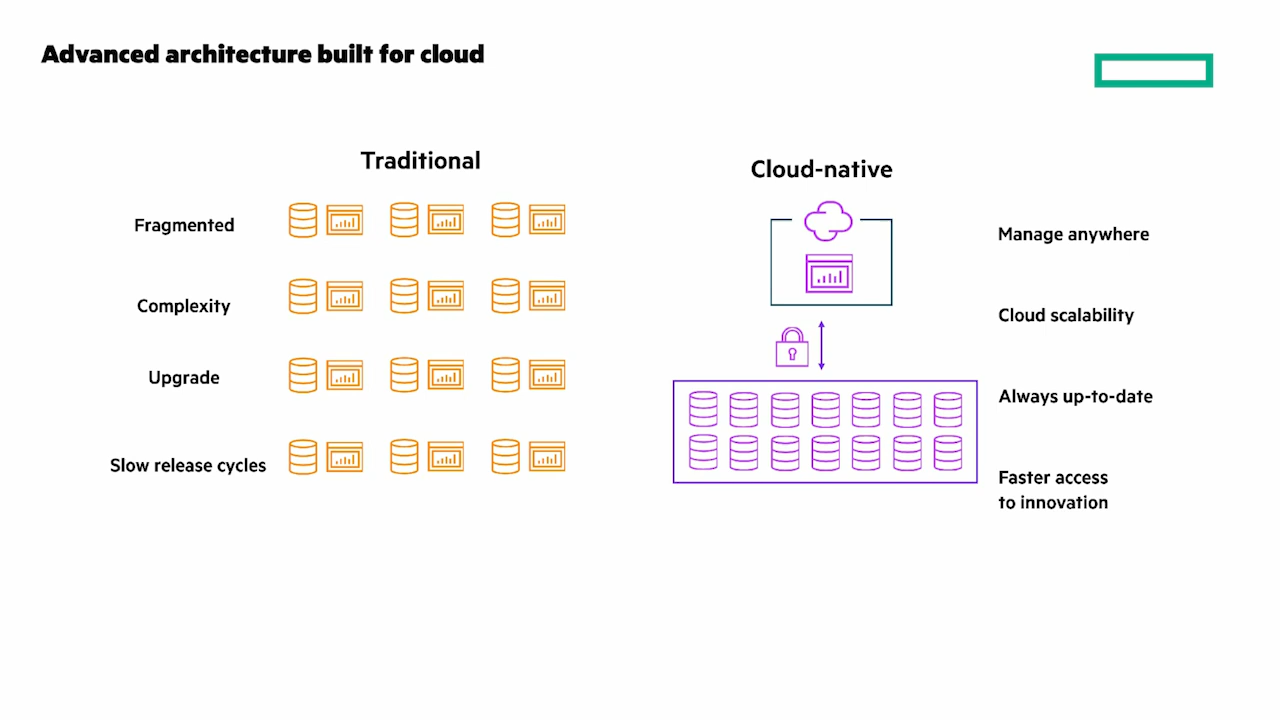 Advanced architecture built for cloud
Traditional
Fragmented
Complexity
Upgrade
Slow release cycles
Cloud-native
Manage anywhere
Cloud scalability
Always up-to-date
Faster access
to innovation